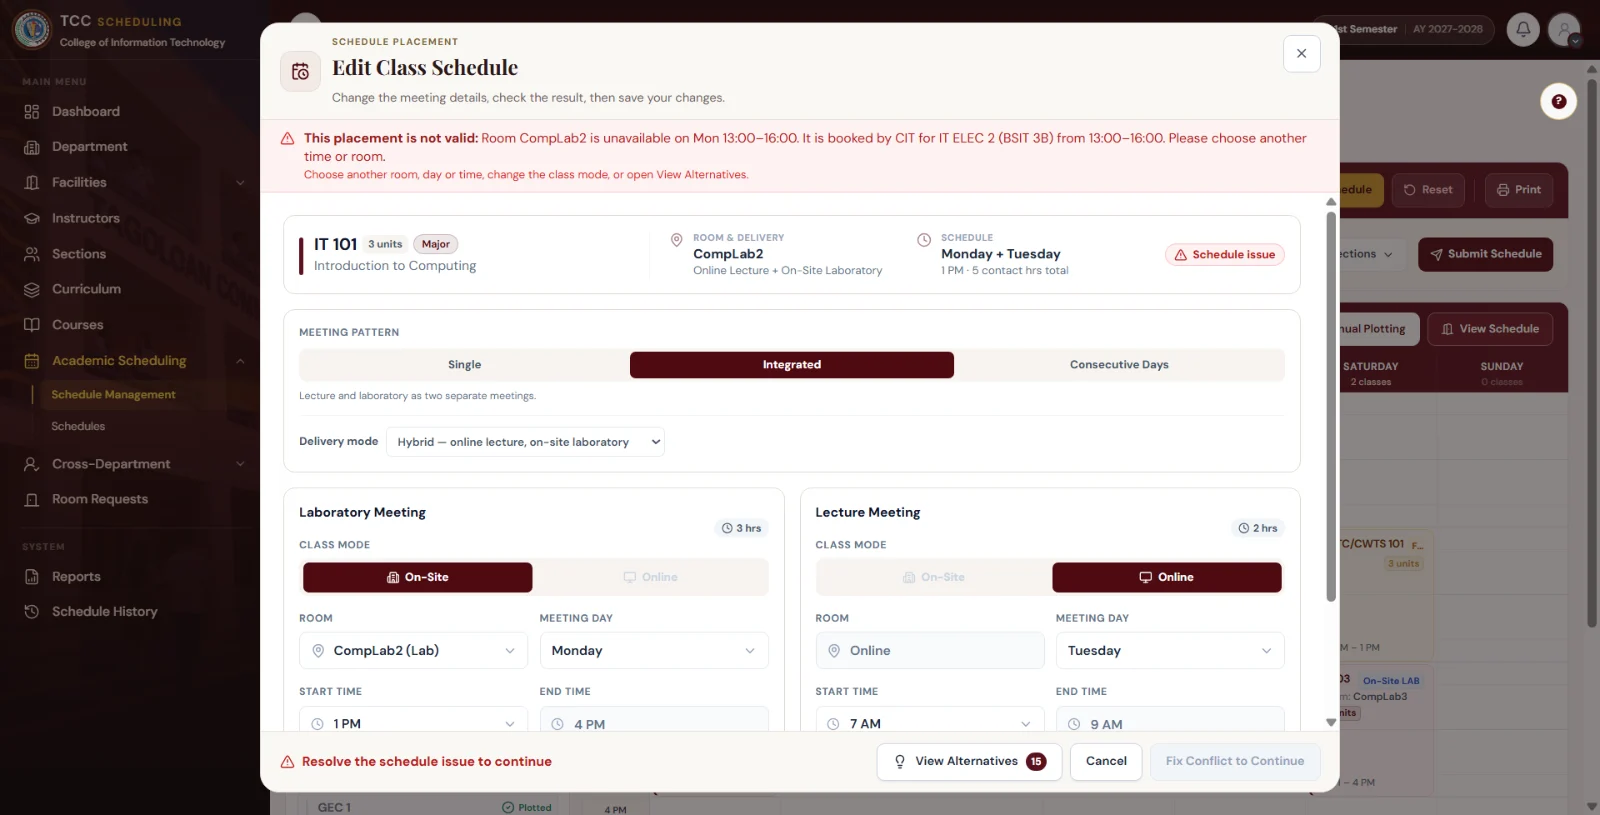 TCC SCHEDULING
College of Information Technology
MAIN MENU
Dashboard
Department
Facilities
Instructors
Sections
Curriculum
Courses
Academic Scheduling
Schedule Management
Schedules
Cross-Department
Room Requests
SYSTEM
Reports
Schedule History
1st Semester AY 2027-2028
?
SCHEDULE PLACEMENT
Edit Class Schedule
Change the meeting details, check the result, then save your changes.
This placement is not valid: Room CompLab2 is unavailable on Mon 13:00–16:00. It is booked by CIT for IT ELEC 2 (BSIT 3B) from 13:00–16:00. Please choose another
time or room.
Choose another room, day or time, change the class mode, or open View Alternatives.
IT 101 3 units Major
Introduction to Computing
ROOM & DELIVERY
CompLab2
Online Lecture + On-Site Laboratory
SCHEDULE
Monday + Tuesday
1 PM · 5 contact hrs total
Schedule issue
MEETING PATTERN
Single Integrated Consecutive Days
Lecture and laboratory as two separate meetings.
Delivery mode Hybrid — online lecture, on-site laboratory
Laboratory Meeting
3 hrs
CLASS MODE
On-Site Online
ROOM MEETING DAY
CompLab2 (Lab) Monday
START TIME END TIME
1 PM 4 PM
Lecture Meeting
2 hrs
CLASS MODE
On-Site Online
ROOM MEETING DAY
Online Tuesday
START TIME END TIME
7 AM 9 AM
Resolve the schedule issue to continue
View Alternatives 15 Cancel Fix Conflict to Continue
Reset Print
Submit Schedule
Plotting View Schedule
SATURDAY SUNDAY
2 classes 0 classes
C/CWTS 101 F...
3 units
– 1 PM
03 On-Site LAB
CompLab3
– 4 PM
GEC 1 Plotted 4 PM